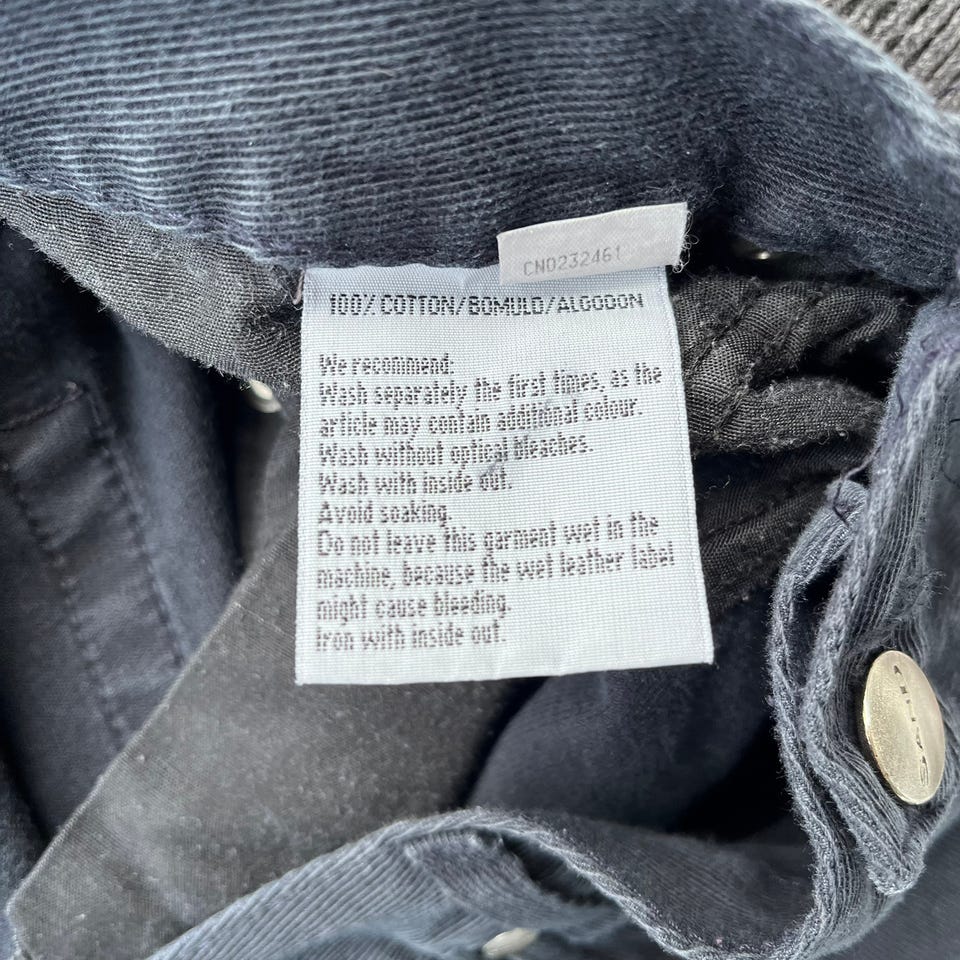 CN0232461
100% COTTON/BOMULD/ALGODON
We recommend:
Wash separately the first times, as the
article may contain additional colour.
Wash without optical bleaches.
Wash with inside out.
Avoid soaking.
Do not leave this garment wet in the
machine, because the wet leather label
might cause bleeding.
Iron with inside out.